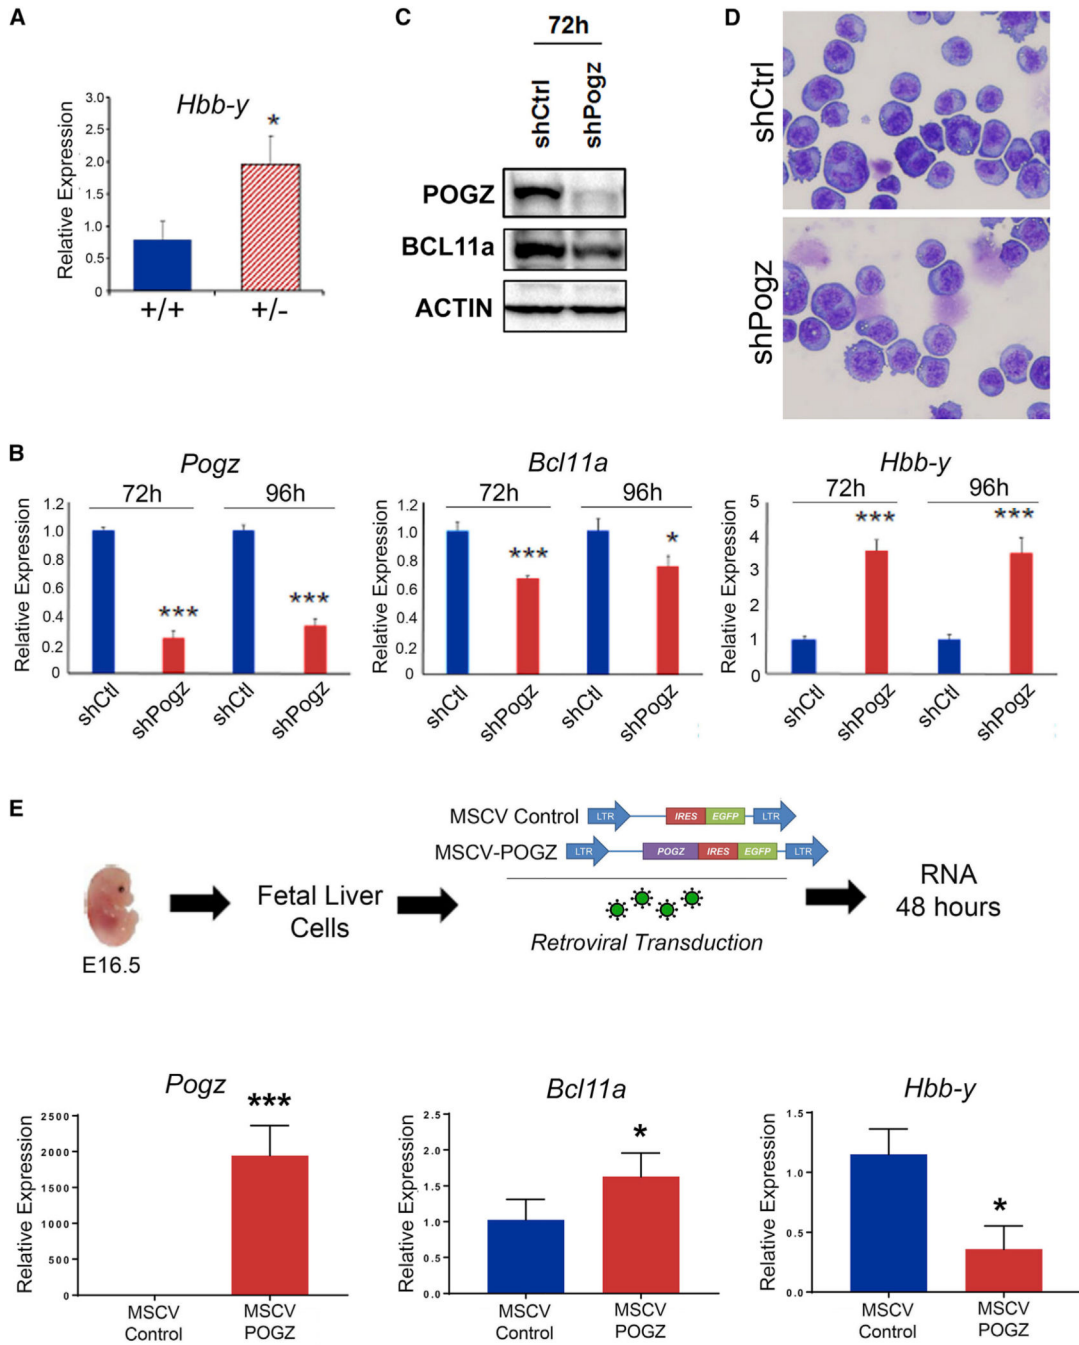 A
Hbb-y
Relative Expression
3.0
2.5
2.0
1.5
1.0
0.5
0
*
+/+
+/-
C
72h
shCtrl
shPogz
POGZ
BCL11a
ACTIN
D
shCtrl
shPogz
B
Pogz
72h
96h
Relative Expression
1.2
1.0
0.8
0.6
0.4
0.2
0
***
***
shCtl
shPogz
shCtl
shPogz
Bcl11a
72h
96h
Relative Expression
1.2
1.0
0.8
0.6
0.4
0.2
0
***
*
shCtl
shPogz
shCtl
shPogz
Hbb-y
72h
96h
Relative Expression
5
4
3
2
1
0
***
***
shCtl
shPogz
shCtl
shPogz
E
E16.5
Fetal Liver
Cells
MSCV Control
LTR
IRES
EGFP
LTR
MSCV-POGZ
LTR
POGZ
IRES
EGFP
LTR
Retroviral Transduction
RNA
48 hours
Pogz
Relative Expression
2500
2000
1500
1000
500
0
***
MSCV
Control
MSCV
POGZ
Bcl11a
Relative Expression
2.5
2.0
1.5
1.0
0.5
0.0
*
MSCV
Control
MSCV
POGZ
Hbb-y
Relative Expression
1.5
1.0
0.5
0.0
*
MSCV
Control
MSCV
POGZ